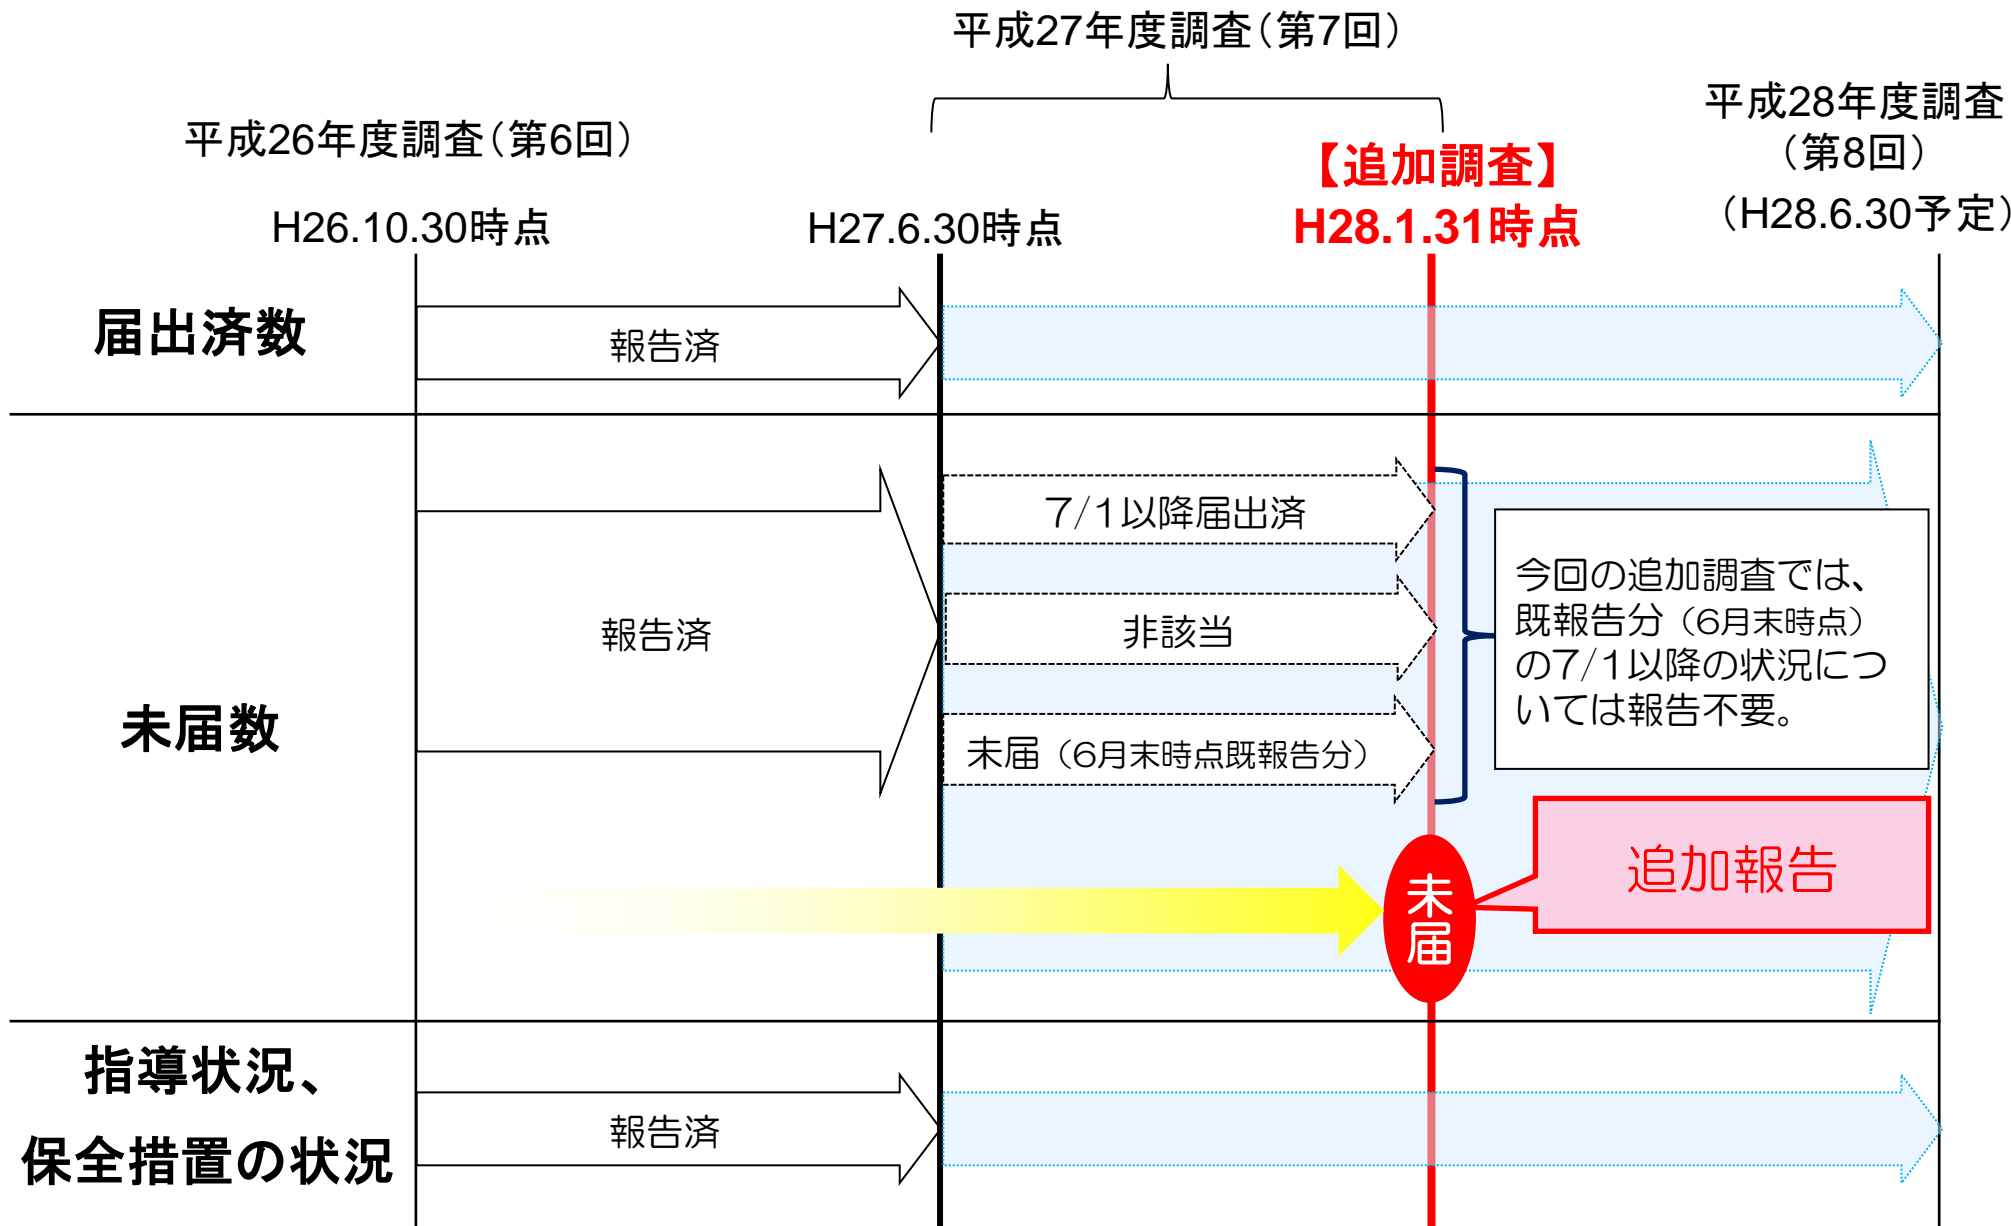 平成27年度調査（第7回）
平成26年度調査（第6回）
平成28年度調査
（第8回）
（H28.6.30予定）
【追加調査】
H28.1.31時点
H26.10.30時点
H27.6.30時点
届出済数
報告済
未届数
報告済
7/1以降届出済
非該当
未届（6月末時点既報告分）
今回の追加調査では、
既報告分（6月末時点）
の7/1以降の状況につ
いては報告不要。
追加報告
未届
指導状況、
保全措置の状況
報告済